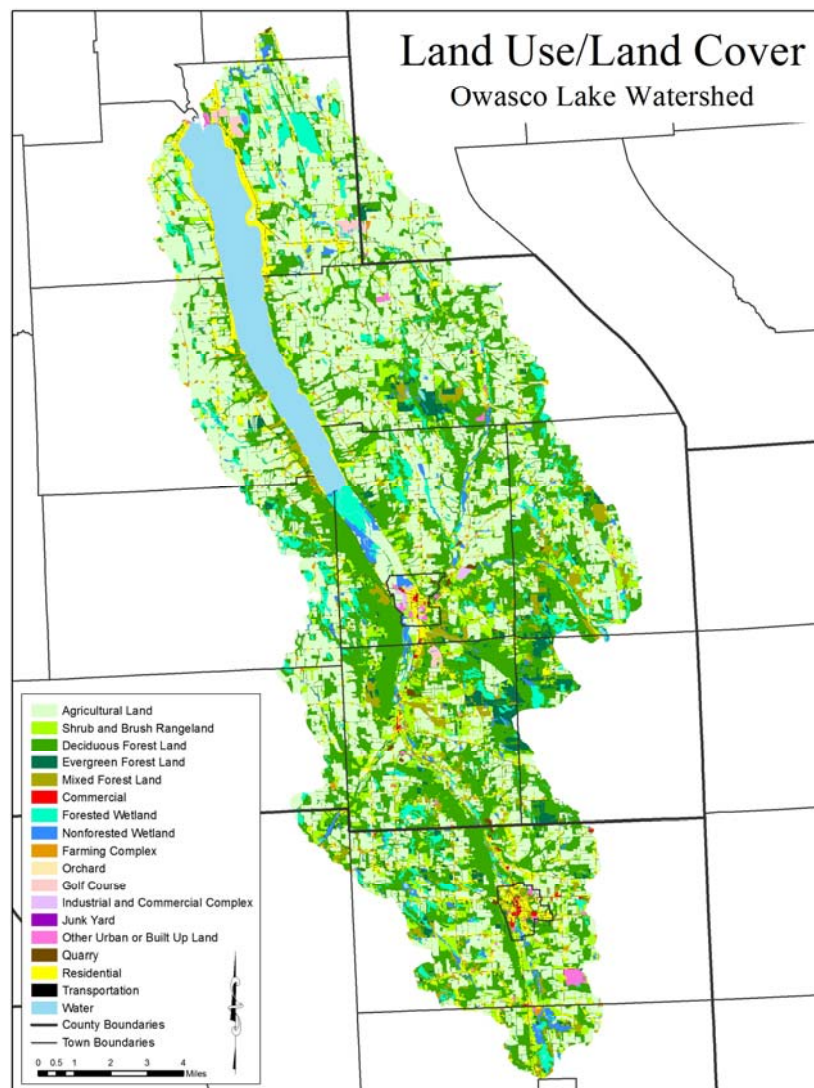 Land Use/Land Cover
Owasco Lake Watershed
Agricultural Land
Shrub and Brush Rangeland
Deciduous Forest Land
Evergreen Forest Land
Mixed Forest Land
Commercial
Forested Wetland
Nonforested Wetland
Farming Complex
Orchard
Golf Course
Industrial and Commercial Complex
Junk Yard
Other Urban or Built Up Land
Quarry
Residential
Transportation
Water
County Boundaries
Town Boundaries
0 0.5 1 2 3 4
Miles